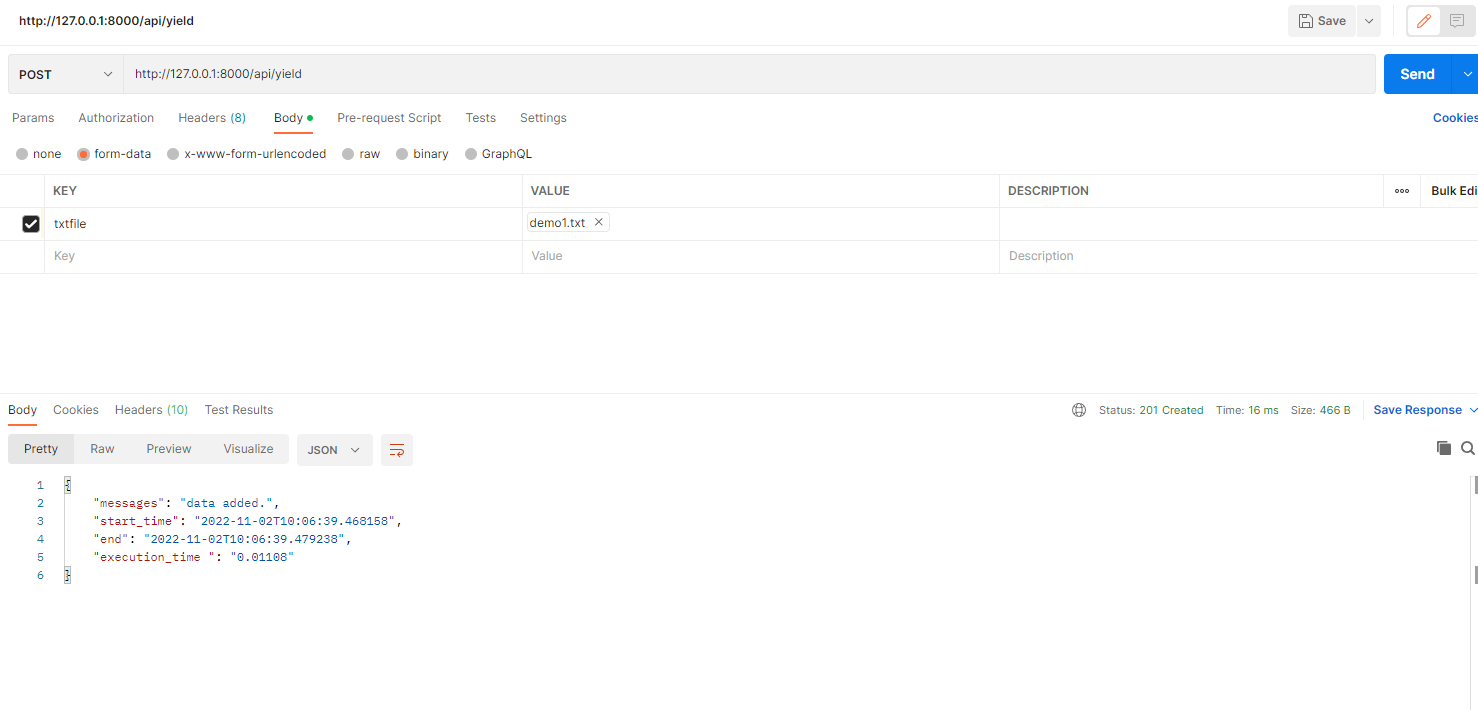 http://127.0.0.1:8000/api/yield Save
POST http://127.0.0.1:8000/api/yield Send
Params Authorization Headers (8) Body Pre-request Script Tests Settings Cookies
none form-data x-www-form-urlencoded raw binary GraphQL
KEY VALUE DESCRIPTION ooo Bulk Edi
txtfile demo1.txt
Key Value Description
Body Cookies Headers (10) Test Results Status: 201 Created Time: 16 ms Size: 466 B Save Response
Pretty Raw Preview Visualize JSON
1 {
2 "messages": "data added.",
3 "start_time": "2022-11-02T10:06:39.468158",
4 "end": "2022-11-02T10:06:39.479238",
5 "execution_time ": "0.01108"
6 }